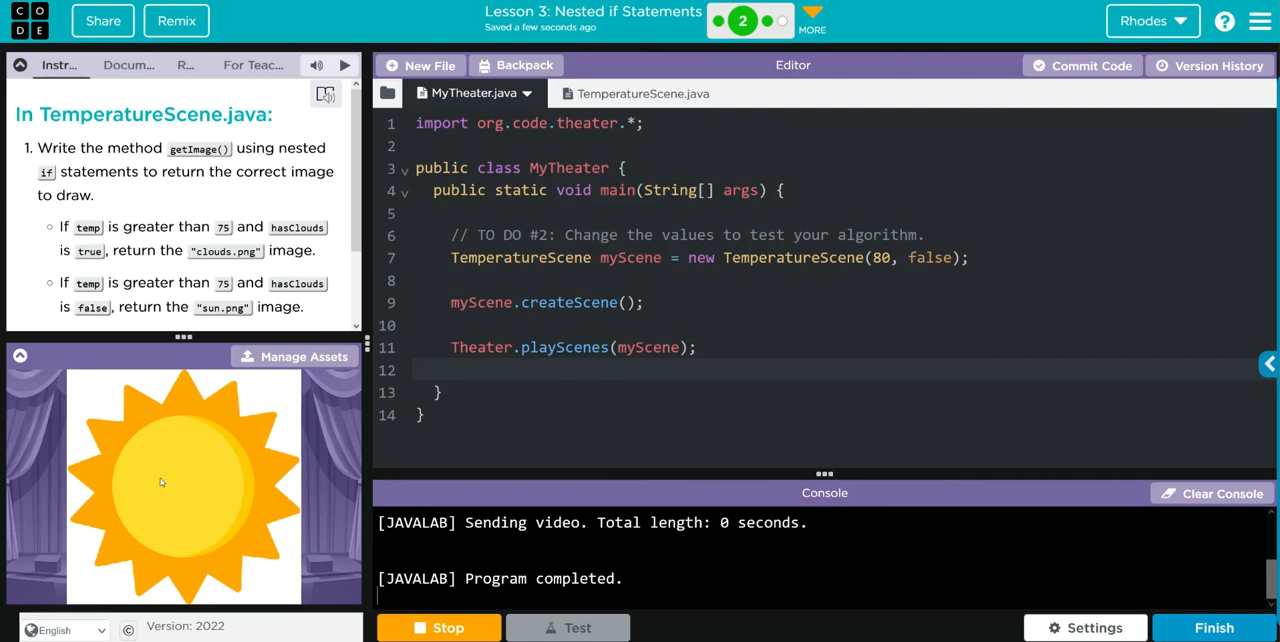 CODE
Share
Remix
Lesson 3: Nested if Statements
Saved a few seconds ago
2
MORE
Rhodes
?
Instr...
Docum...
R...
For Teac...
New File
Backpack
Editor
Commit Code
Version History
In TemperatureScene.java:
1. Write the method getImage() using nested
if statements to return the correct image
to draw.
If temp is greater than 75 and hasClouds
is true, return the "clouds.png" image.
If temp is greater than 75 and hasClouds
is false, return the "sun.png" image.
MyTheater.java
TemperatureScene.java
1 import org.code.theater.*;
2
3 public class MyTheater {
4 public static void main(String[] args) {
5
6 // TO DO #2: Change the values to test your algorithm.
7 TemperatureScene myScene = new TemperatureScene(80, false);
8
9 myScene.createScene();
10
11 Theater.playScenes(myScene);
12
13 }
14 }
Manage Assets
Console
Clear Console
[JAVALAB] Sending video. Total length: 0 seconds.
[JAVALAB] Program completed.
English
©
Version: 2022
Stop
Test
Settings
Finish